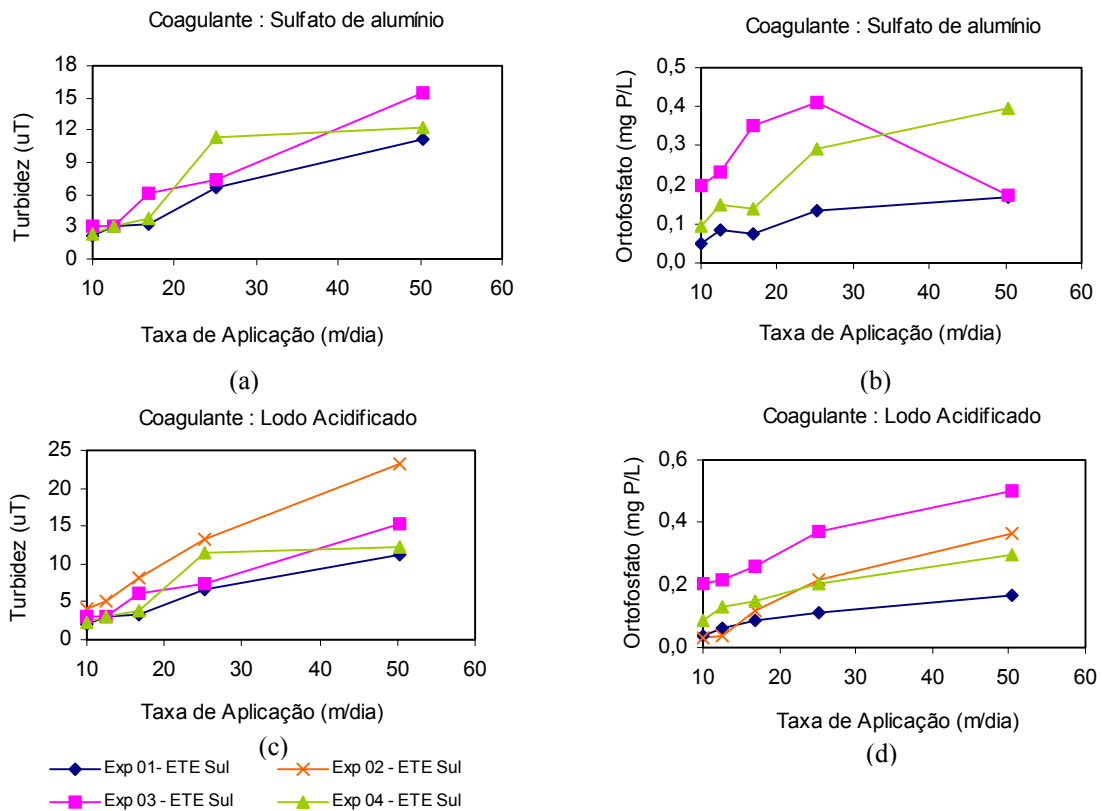 Coagulante : Sulfato de alumínio
18
15
12
9
6
3
0
Turbidez (uT)
10 20 30 40 50 60
Taxa de Aplicação (m/dia)
(a)
Coagulante : Sulfato de alumínio
0,5
0,4
0,3
0,2
0,1
0,0
Ortofosfato (mg P/L)
10 20 30 40 50 60
Taxa de Aplicação (m/dia)
(b)
Coagulante : Lodo Acidificado
25
20
15
10
5
0
Turbidez (uT)
10 20 30 40 50 60
Taxa de Aplicação (m/dia)
(c)
Coagulante : Lodo Acidificado
0,6
0,4
0,2
0,0
Ortofosfato (mg P/L)
10 20 30 40 50 60
Taxa de Aplicação (m/dia)
(d)
Exp 01- ETE Sul
Exp 02 - ETE Sul
Exp 03 - ETE Sul
Exp 04 - ETE Sul